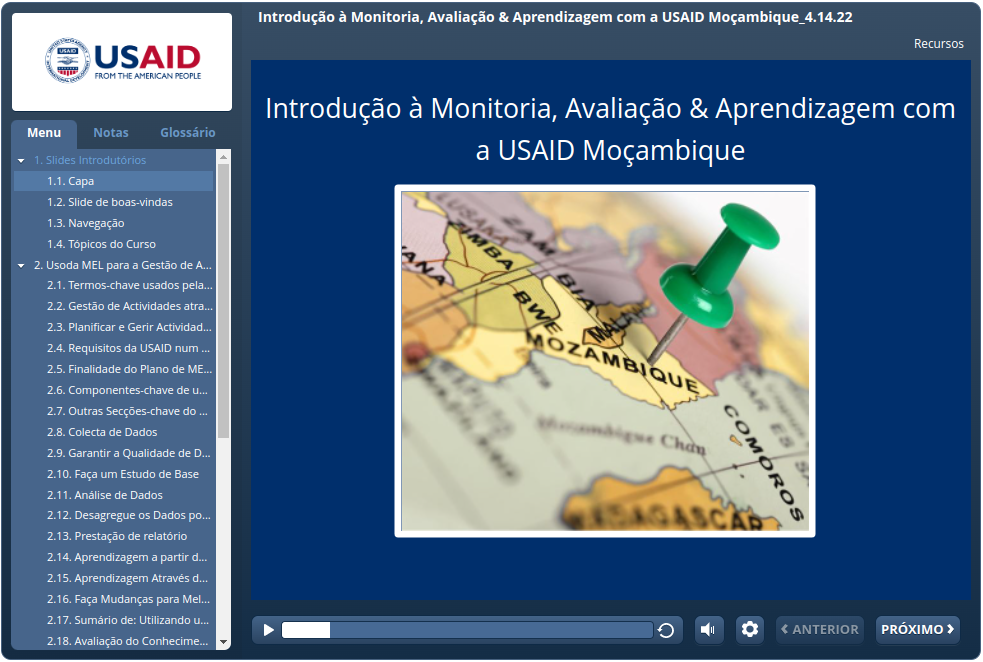 Introdução à Monitoria, Avaliação & Aprendizagem com a USAID Moçambique_4.14.22
Recursos
USAID
FROM THE AMERICAN PEOPLE
Menu
Notas
Glossário
1. Slides Introdutórios
1.1. Capa
1.2. Slide de boas-vindas
1.3. Navegação
1.4. Tópicos do Curso
2. Usoda MEL para a Gestão de A...
2.1. Termos-chave usados pela...
2.2. Gestão de Actividades atra...
2.3. Planificar e Gerir Actividad...
2.4. Requisitos da USAID num ...
2.5. Finalidade do Plano de ME...
2.6. Componentes-chave de u...
2.7. Outras Secções-chave do ...
2.8. Colecta de Dados
2.9. Garantir a Qualidade de D...
2.10. Faça um Estudo de Base
2.11. Análise de Dados
2.12. Desagregue os Dados po...
2.13. Prestação de relatório
2.14. Aprendizagem a partir d...
2.15. Aprendizagem Através d...
2.16. Faça Mudanças para Mel...
2.17. Sumário de: Utilizando u...
2.18. Avaliação do Conhecime...
Introdução à Monitoria, Avaliação & Aprendizagem com
a USAID Moçambique
LUSAKA
ZAM
BIA
ZIMBA
BWE
ANA
MALA
MOZAMBIQUE
Mozambique Chan
COMOROS
MADAGASCAR
ANTERIOR
PRÓXIMO